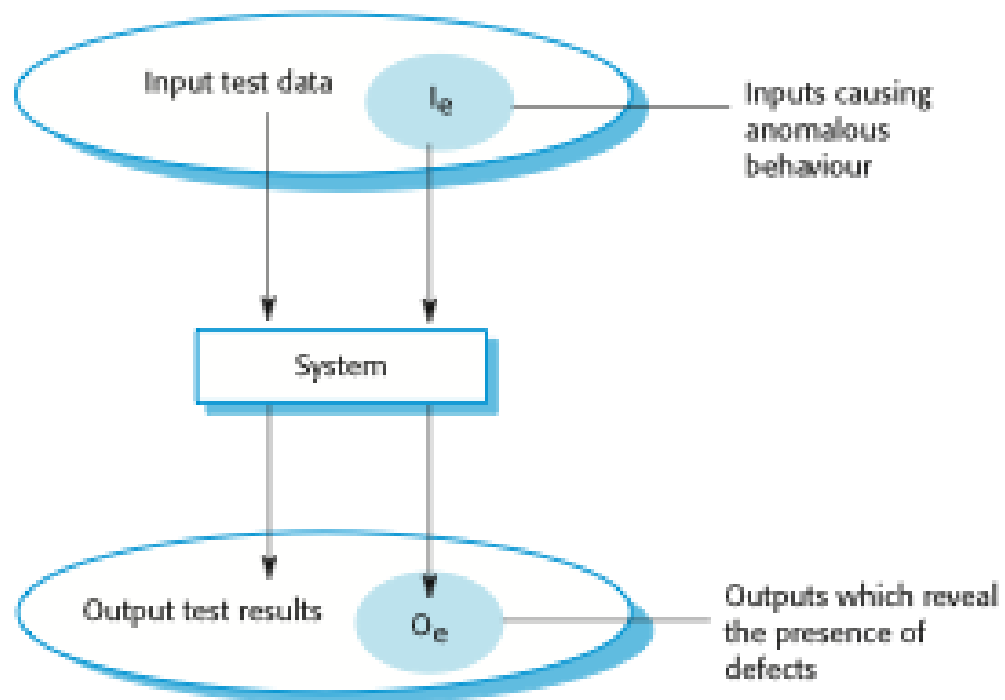 Input test data
Ie
Inputs causing
anomalous
behaviour
System
Output test results
Oe
Outputs which reveal
the presence of
defects